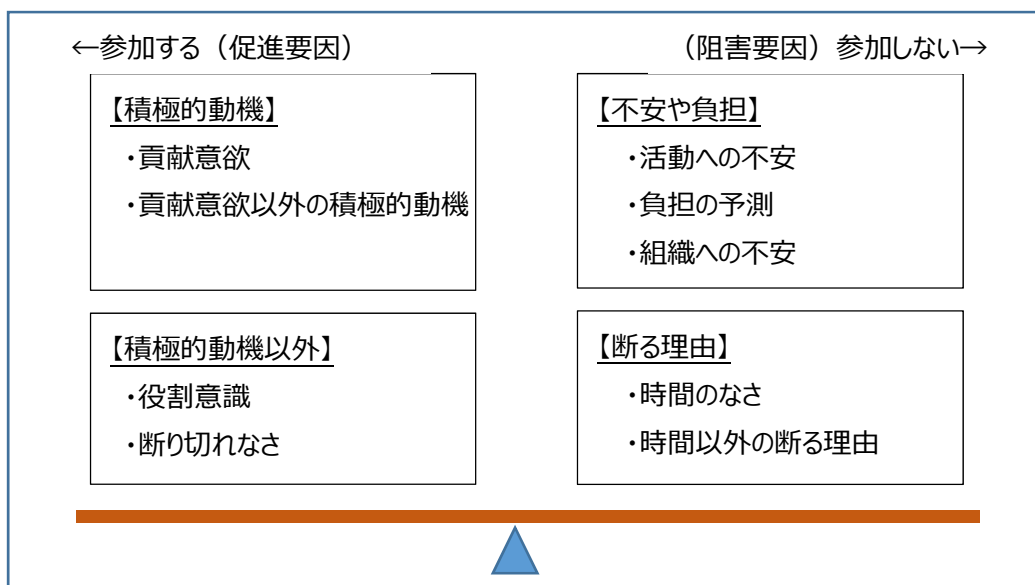 ←参加する（促進要因）
（阻害要因）参加しない→
【積極的動機】
・貢献意欲
・貢献意欲以外の積極的動機
【不安や負担】
・活動への不安
・負担の予測
・組織への不安
【積極的動機以外】
・役割意識
・断り切れなさ
【断る理由】
・時間のなさ
・時間以外の断る理由